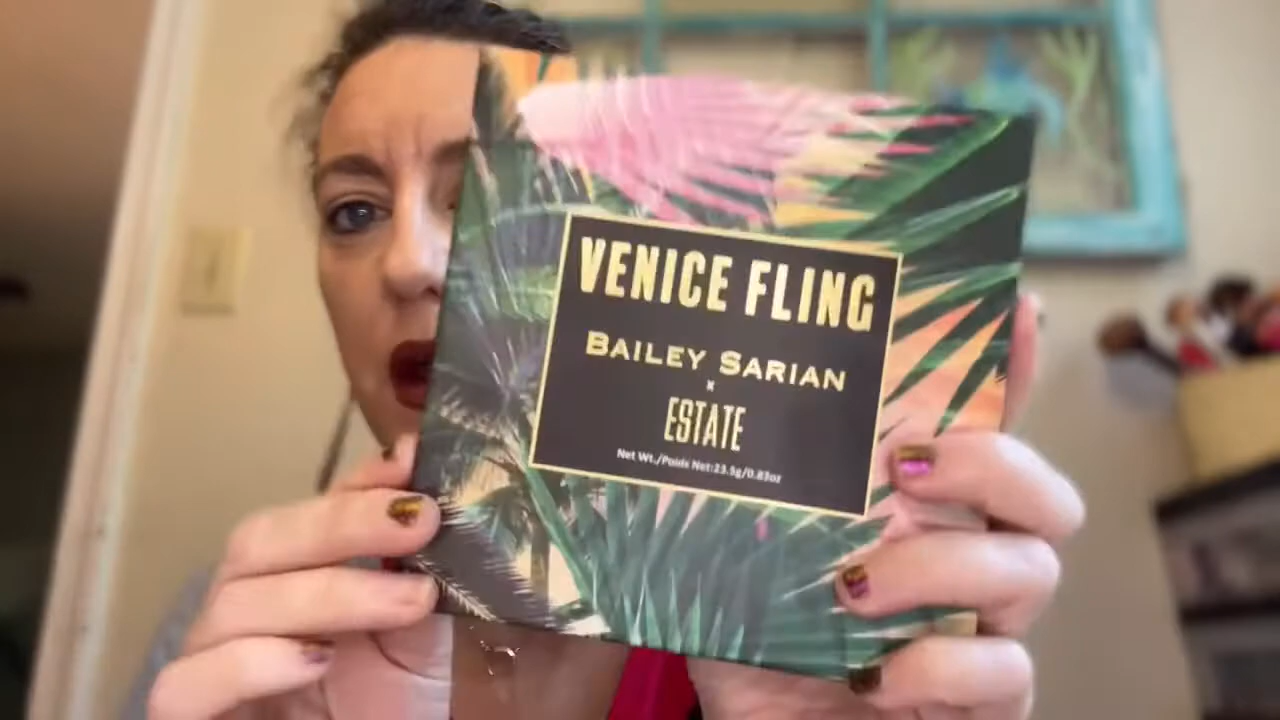 VENICE FLING
BAILEY SARIAN
x
ESTATE
Net Wt./Poids Net:23.5g/0.83oz